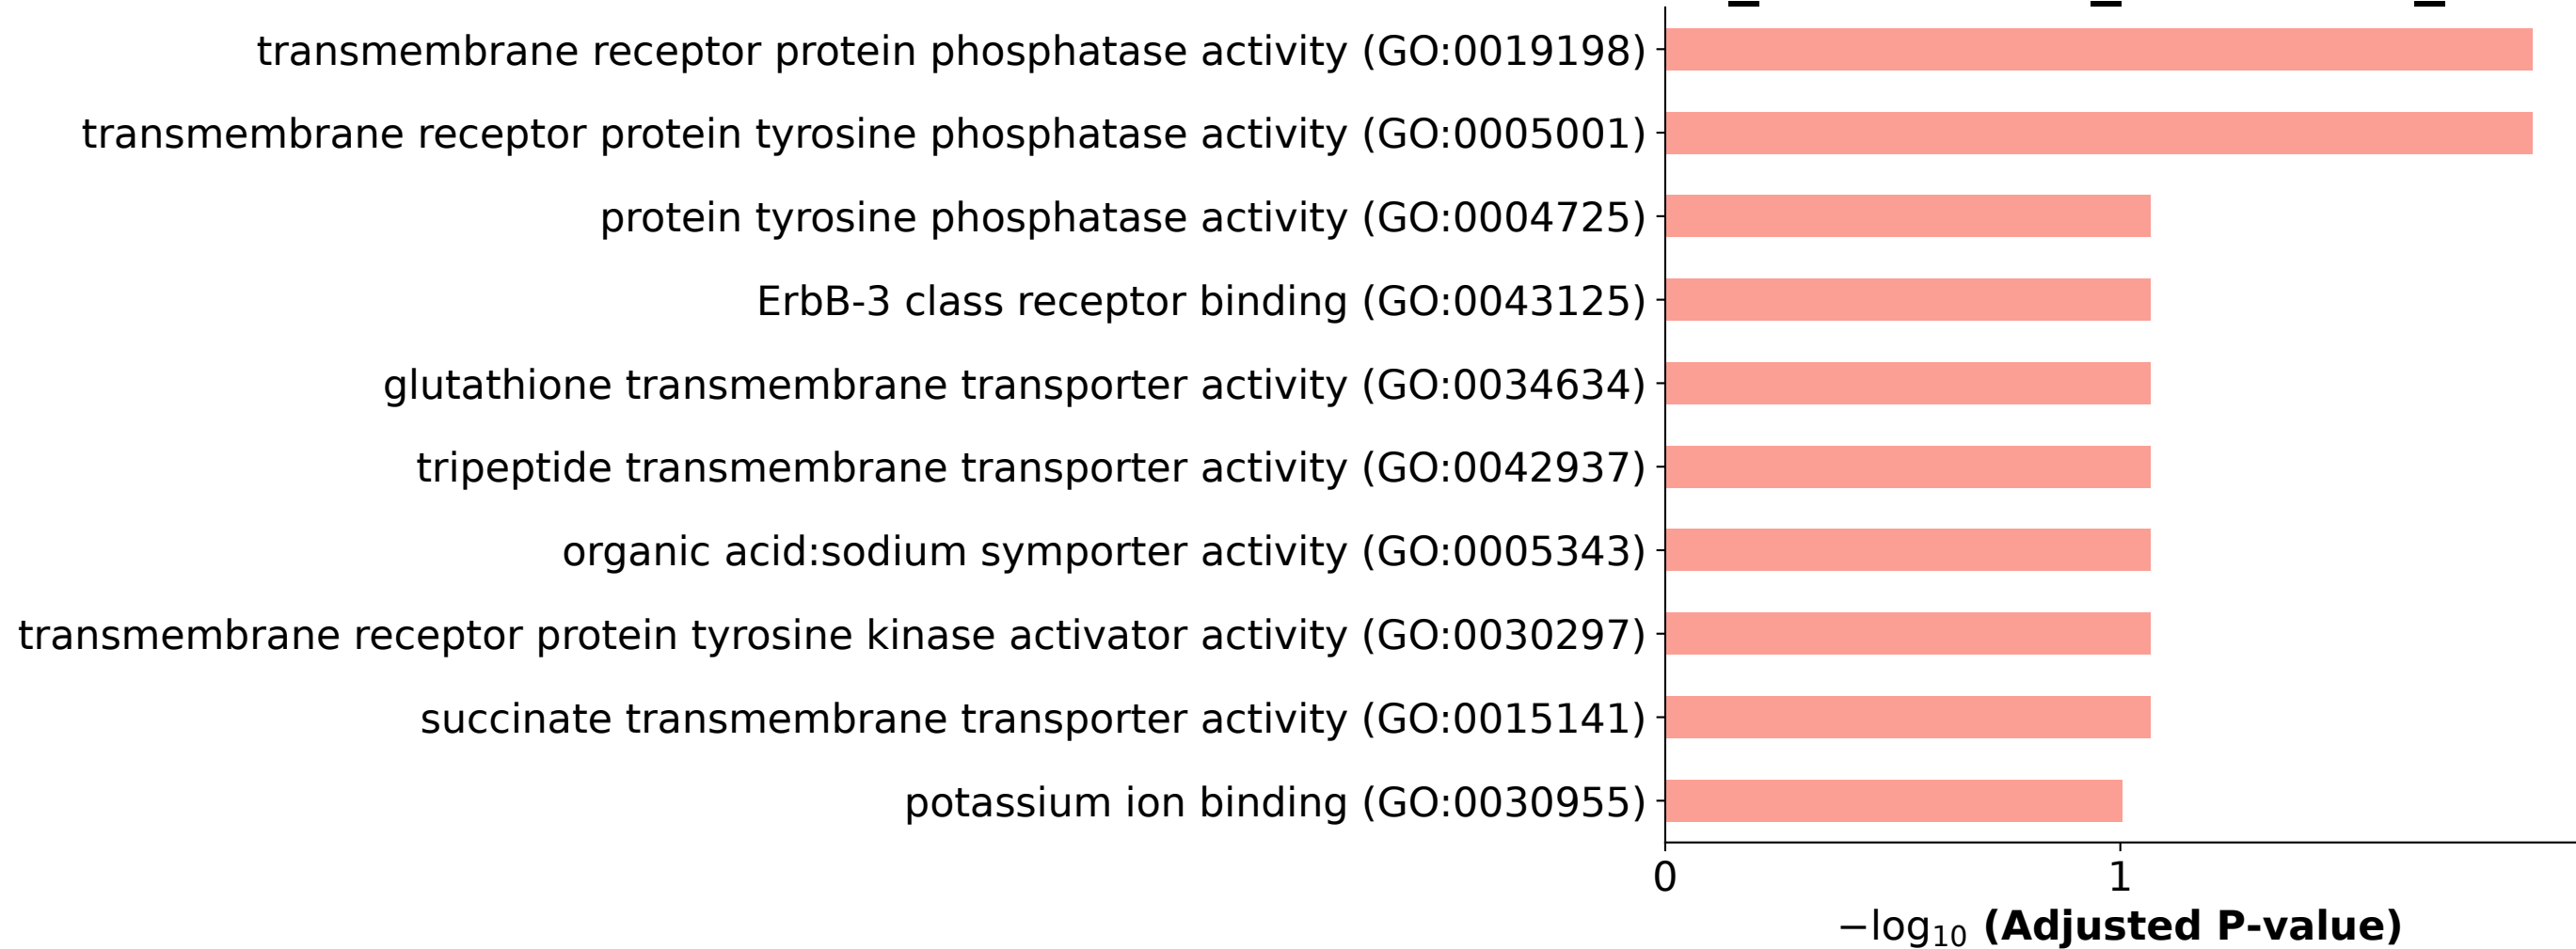 transmembrane receptor protein phosphatase activity (GO:0019198)
transmembrane receptor protein tyrosine phosphatase activity (GO:0005001)
protein tyrosine phosphatase activity (GO:0004725)
ErbB-3 class receptor binding (GO:0043125)
glutathione transmembrane transporter activity (GO:0034634)
tripeptide transmembrane transporter activity (GO:0042937)
organic acid:sodium symporter activity (GO:0005343)
transmembrane receptor protein tyrosine kinase activator activity (GO:0030297)
succinate transmembrane transporter activity (GO:0015141)
potassium ion binding (GO:0030955)
0 1
−log₁₀ (Adjusted P-value)